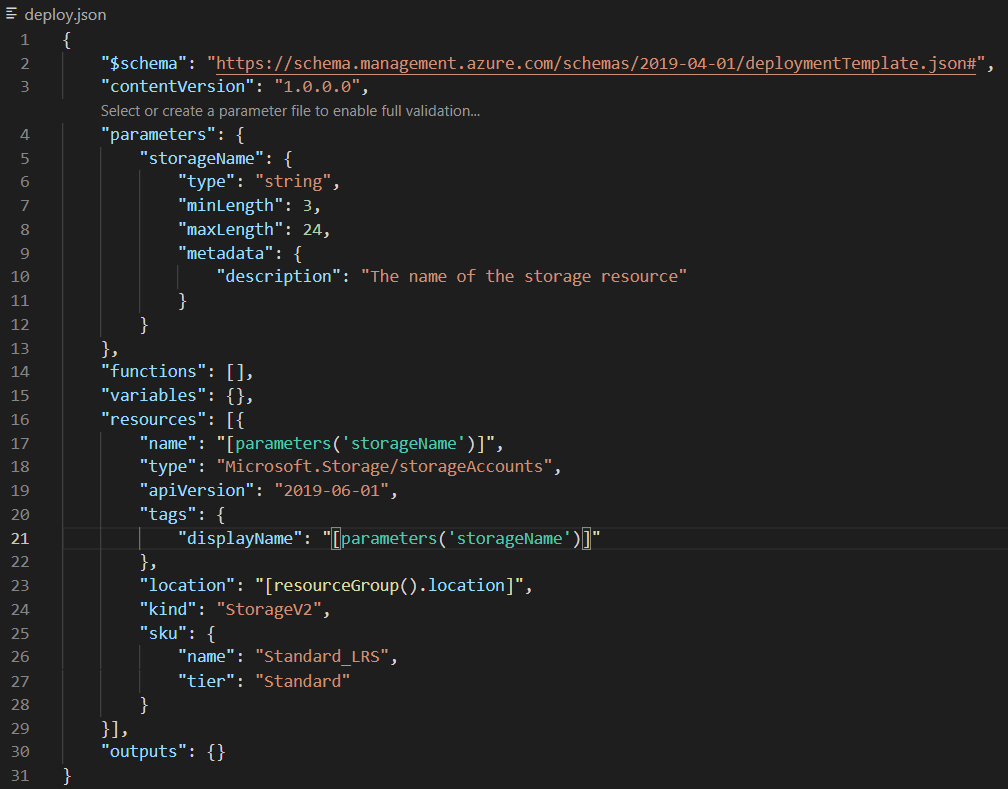 deploy.json
1 {
2     "$schema": "https://schema.management.azure.com/schemas/2019-04-01/deploymentTemplate.json#",
3     "contentVersion": "1.0.0.0",
    Select or create a parameter file to enable full validation...
4     "parameters": {
5         "storageName": {
6             "type": "string",
7             "minLength": 3,
8             "maxLength": 24,
9             "metadata": {
10                 "description": "The name of the storage resource"
11             }
12         }
13     },
14     "functions": [],
15     "variables": {},
16     "resources": [{
17         "name": "[parameters('storageName')]",
18         "type": "Microsoft.Storage/storageAccounts",
19         "apiVersion": "2019-06-01",
20         "tags": {
21             "displayName": "[parameters('storageName')]"
22         },
23         "location": "[resourceGroup().location]",
24         "kind": "StorageV2",
25         "sku": {
26             "name": "Standard_LRS",
27             "tier": "Standard"
28         }
29     }],
30     "outputs": {}
31 }